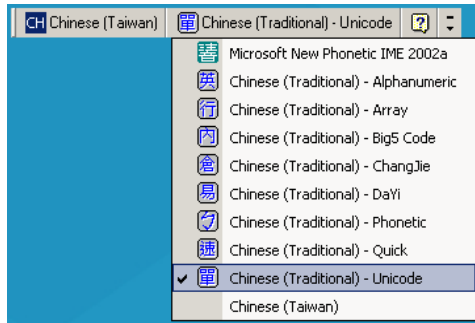 CH Chinese (Taiwan) 單 Chinese (Traditional) - Unicode ?
Microsoft New Phonetic IME 2002a
英 Chinese (Traditional) - Alphanumeric
行 Chinese (Traditional) - Array
內 Chinese (Traditional) - Big5 Code
倉 Chinese (Traditional) - ChangJie
易 Chinese (Traditional) - DaYi
ㄅ Chinese (Traditional) - Phonetic
速 Chinese (Traditional) - Quick
單 Chinese (Traditional) - Unicode
Chinese (Taiwan)